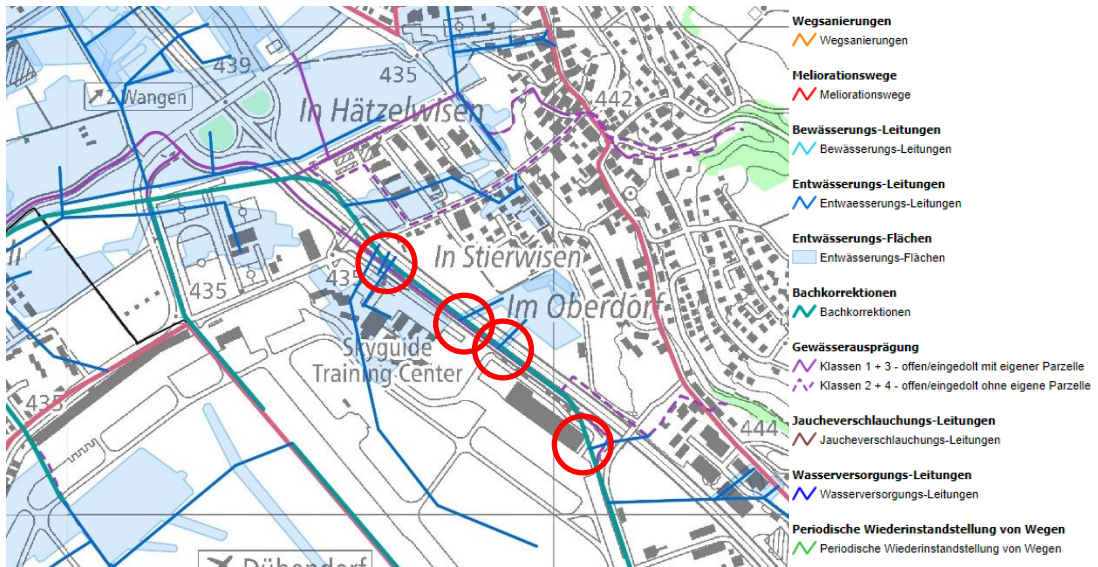 439
435
2 Wangen
In Hätzelwisen
442
In Stierwisen
435
435
Im Oberdorf
Skyguide
Training Center
435
444
Dübendorf
Wegsanierungen
Wegsanierungen
Meliorationswege
Meliorationswege
Bewässerungs-Leitungen
Bewässerungs-Leitungen
Entwässerungs-Leitungen
Entwaesserungs-Leitungen
Entwässerungs-Flächen
Entwässerungs-Flächen
Bachkorrektionen
Bachkorrektionen
Gewässerausprägung
Klassen 1 + 3 - offen/eingedolt mit eigener Parzelle
Klassen 2 + 4 - offen/eingedolt ohne eigene Parzelle
Jaucheverschlauchungs-Leitungen
Jaucheverschlauchungs-Leitungen
Wasserversorgungs-Leitungen
Wasserversorgungs-Leitungen
Periodische Wiederinstandstellung von Wegen
Periodische Wiederinstandstellung von Wegen